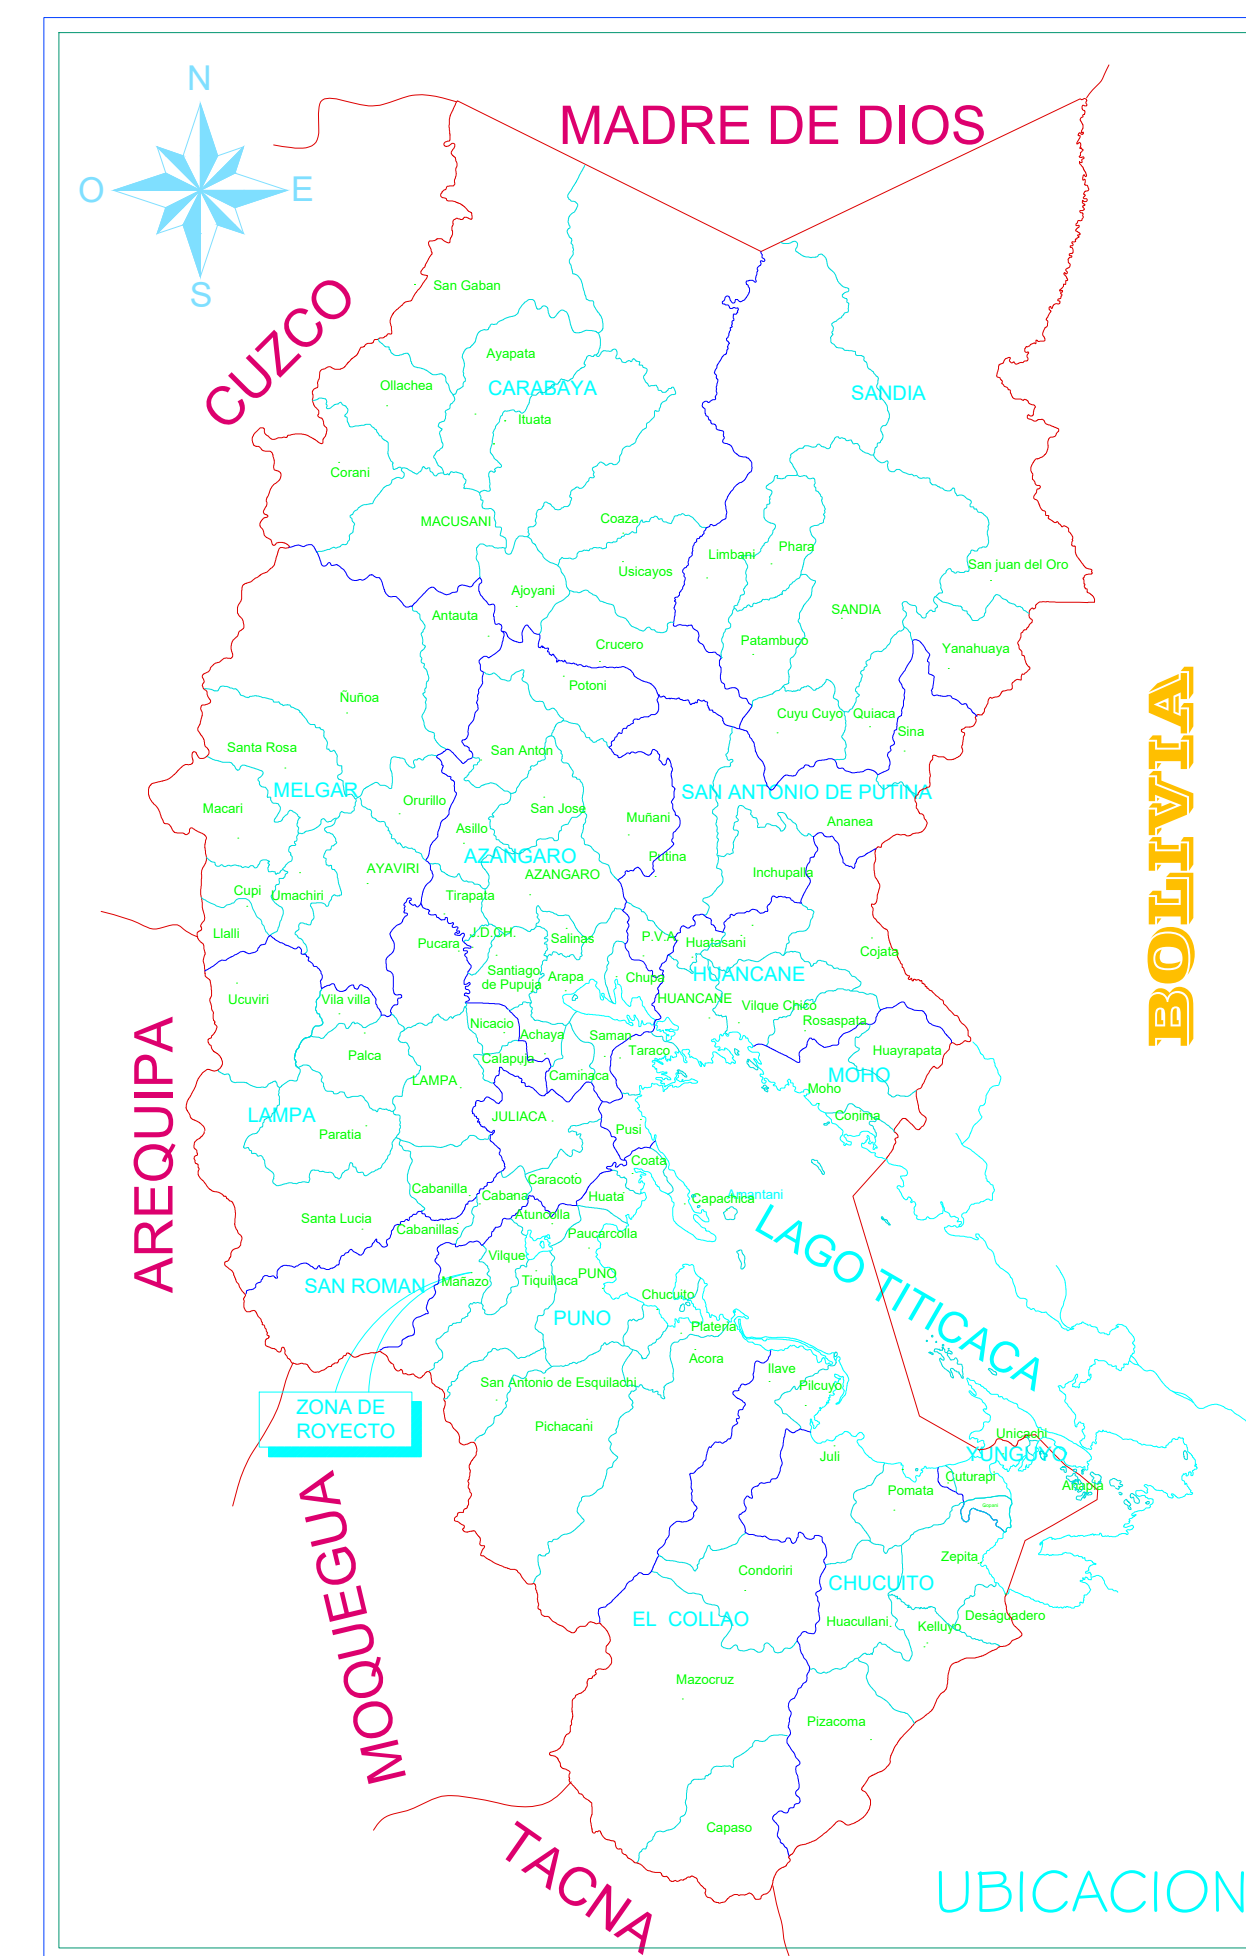 N
MADRE DE DIOS
O
E
S
San Gaban
CUZCO
Ayapata
Ollachea
CARABAYA
SANDIA
Ituata
Corani
MACUSANI
Coaza
Limbani
Phara
Usicayos
San juan del Oro
Ajoyani
Antauta
SANDIA
Crucero
Patambuco
Yanahuaya
Potoni
Ñuñoa
Cuyu Cuyo
Quiaca
Sina
Santa Rosa
San Anton
MELGAR
SAN ANTONIO DE PUTINA
Orurillo
Macari
San Jose
Muñani
Ananea
Asillo
AZANGARO
Putina
BOLIVIA
AYAVIRI
AZANGARO
Inchupalla
Cupi
Umachiri
Tirapata
Llalli
J.D.CH.
Pucara
Salinas
P.V.A
Huatasani
Cojata
Santiago
de Pupuja
Arapa
Chupa
HUANCANE
Ucuviri
Vila villa
HUANCANE
Vilque Chico
Rosaspata
Nicacio
Achaya
Saman
Taraco
Huayrapata
Palca
Calapuja
Caminaca
MOHO
LAMPA
Moho
LAMPA
JULIACA
Conima
Paratia
Pusi
Coata
AREQUIPA
Cabanilla
Cabana
Caracoto
Huata
Capachica
Amantani
Santa Lucia
Cabanillas
Atuncolla
Paucarcolla
LAGO TITICACA
Vilque
SAN ROMAN
Mañazo
Tiquillaca
PUNO
Chucuito
PUNO
Plateria
Acora
Ilave
San Antonio de Esquilachi
Pilcuyo
ZONA DE
ROYECTO
Pichacani
Unicachi
Juli
YUNGUYO
Cuturapi
Pomata
Anapia
MOQUEGUA
Zepita
Condoriri
CHUCUITO
EL COLLAO
Huacullani
Desaguadero
Kelluyo
Mazocruz
Pizacoma
Capaso
TACNA
UBICACION